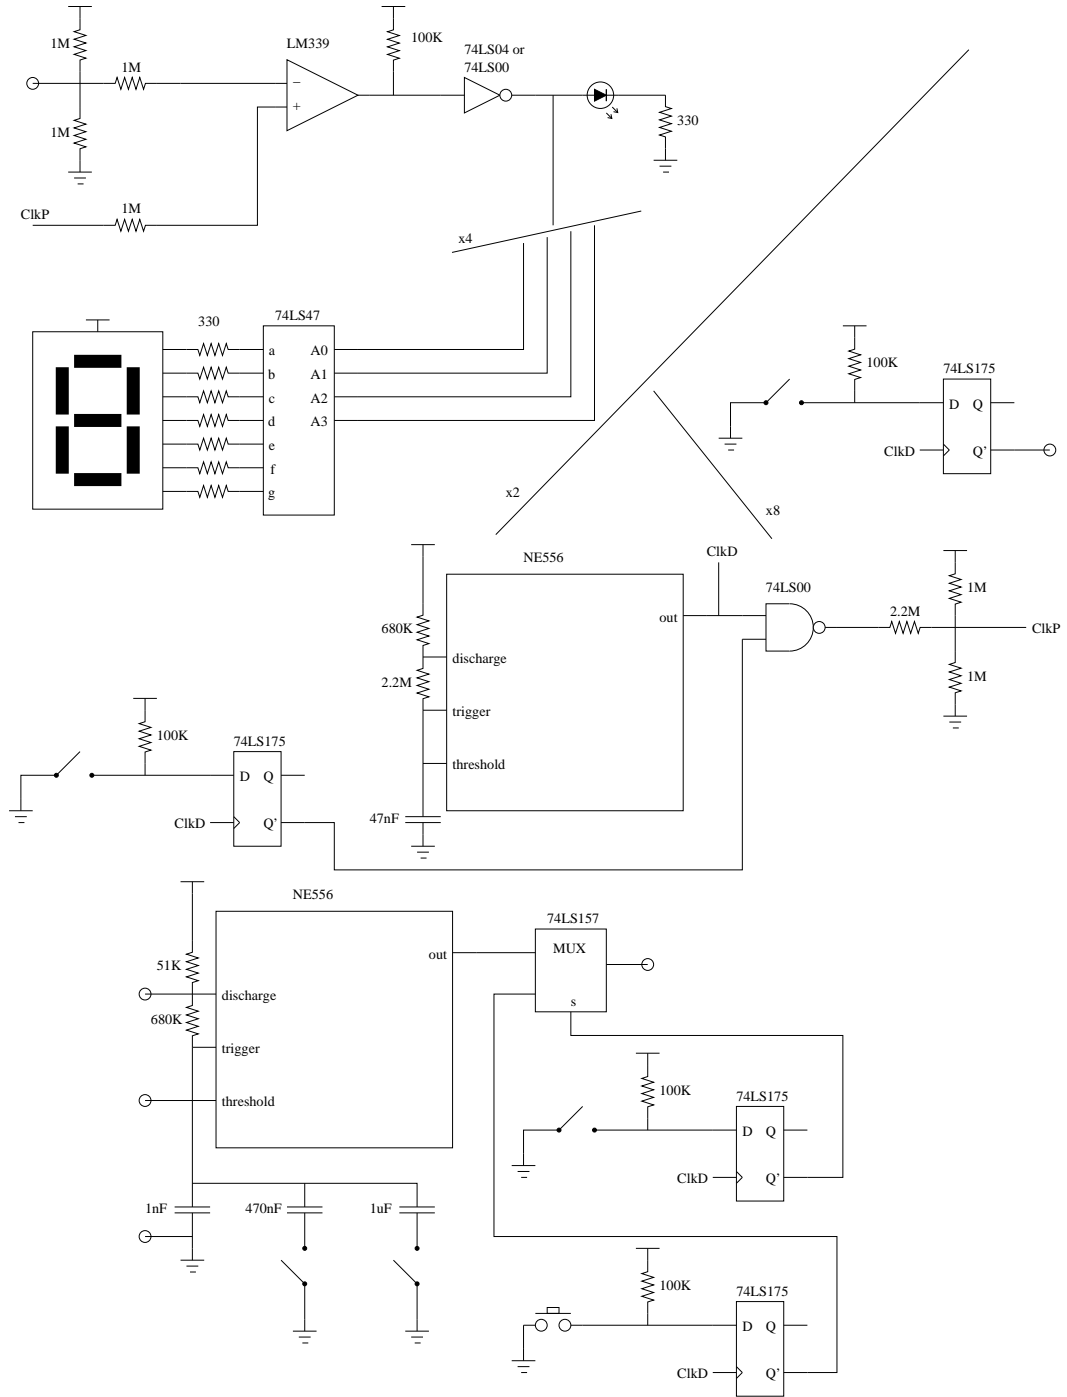 1M
LM339
100K
74LS04 or
74LS00
1M
−
+
1M
330
ClkP
1M
x4
330
74LS47
a
A0
b
A1
c
A2
d
A3
e
f
g
100K
74LS175
D
Q
ClkD
Q'
x2
x8
NE556
ClkD
74LS00
680K
out
2.2M
1M
ClkP
discharge
2.2M
trigger
1M
threshold
47nF
100K
74LS175
D
Q
ClkD
Q'
NE556
74LS157
out
MUX
51K
discharge
s
680K
trigger
threshold
100K
74LS175
D
Q
ClkD
Q'
1nF
470nF
1uF
100K
74LS175
D
Q
ClkD
Q'